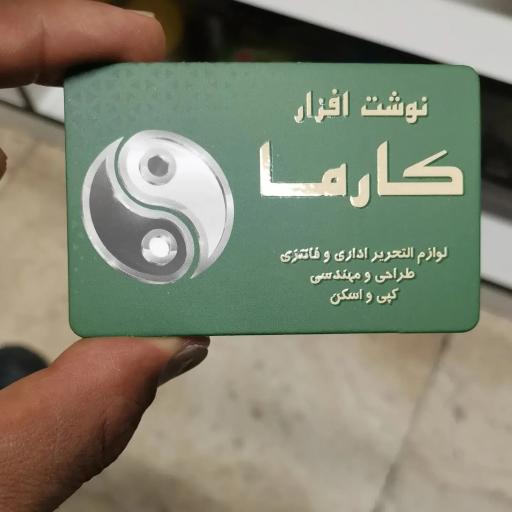 نوشت افزار
کارما
لوازم التحریر اداری و فانتزی
طراحی و مهندسی
کپی و اسکن